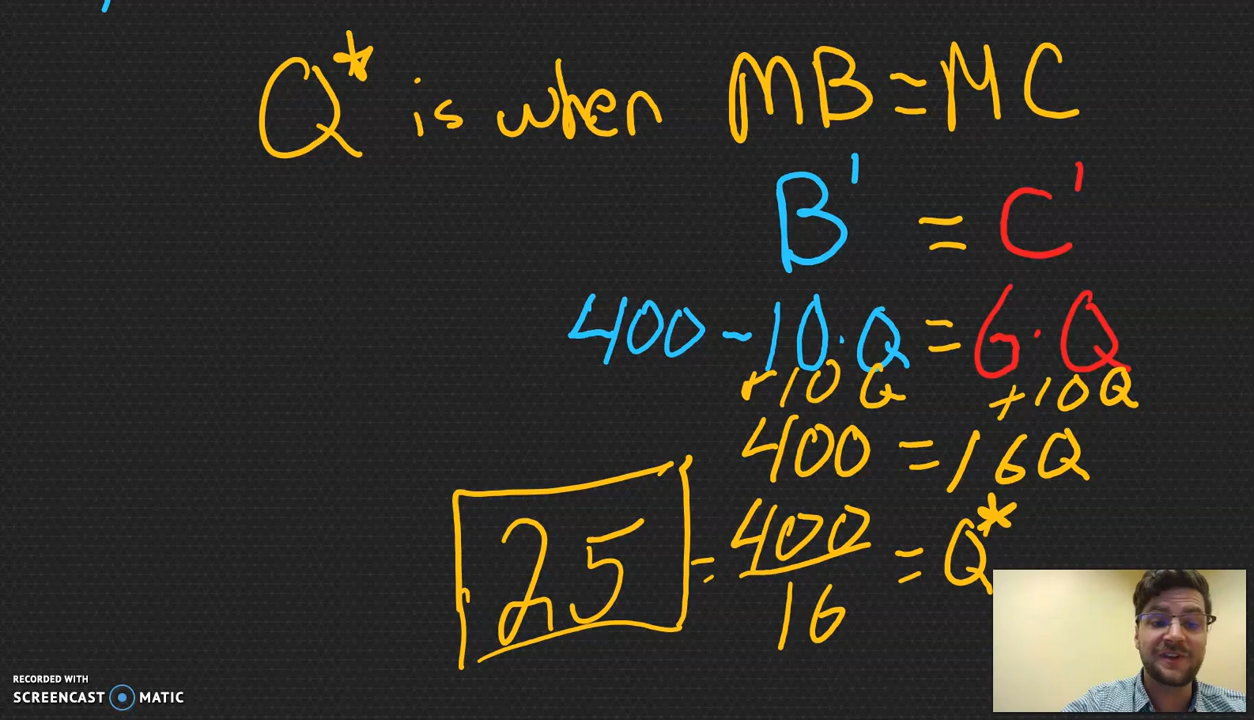 Q* is when MB = MC
B' = C'
400 - 10·Q = 6·Q
+10Q +10Q
400 = 16Q
25 = 400/16 = Q*
RECORDED WITH
SCREENCAST MATIC